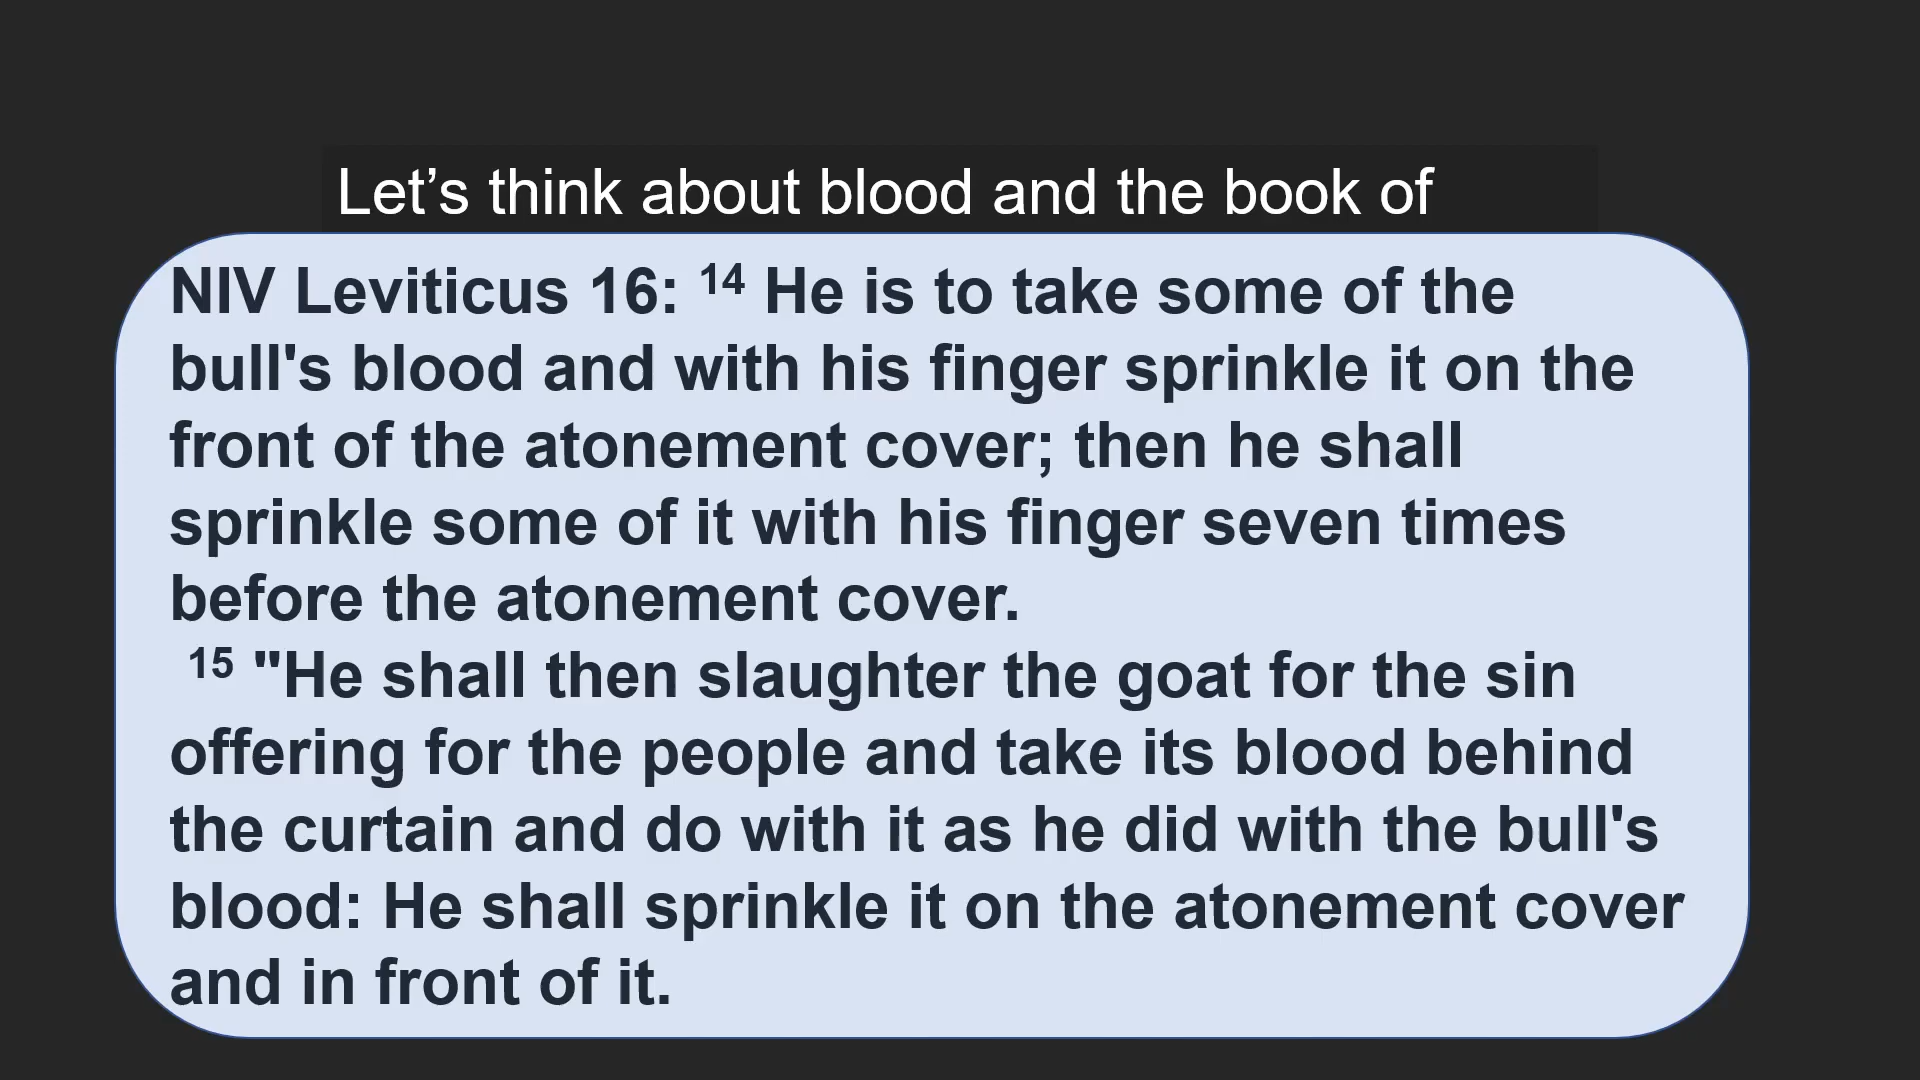 Let’s think about blood and the book of
NIV Leviticus 16: 14 He is to take some of the
bull's blood and with his finger sprinkle it on the
front of the atonement cover; then he shall
sprinkle some of it with his finger seven times
before the atonement cover.
15 "He shall then slaughter the goat for the sin
offering for the people and take its blood behind
the curtain and do with it as he did with the bull's
blood: He shall sprinkle it on the atonement cover
and in front of it.